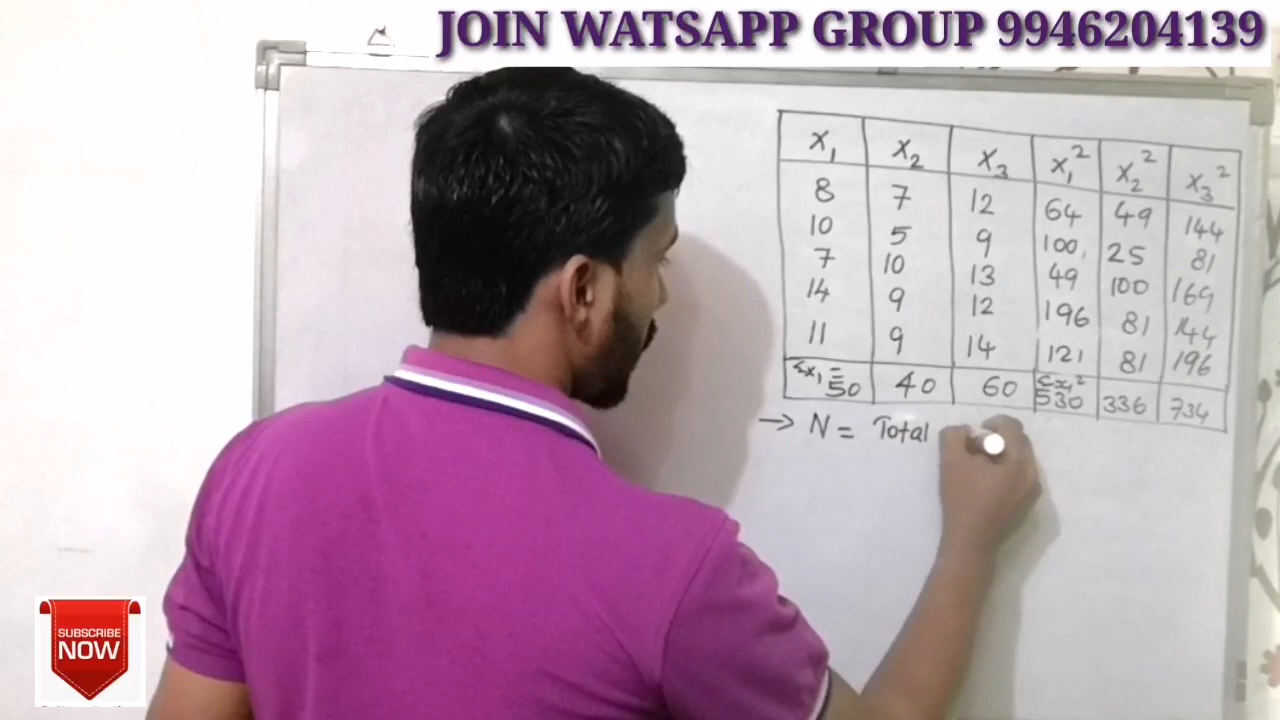 JOIN WATSAPP GROUP 9946204139
X₁ X₂ X₃ X₁² X₂² X₃²
8 7 12 64 49 144
10 5 9 100 25 81
7 10 13 49 100 169
14 9 12 196 81 144
11 9 14 121 81 196
Σx₁ = 50 40 60 Σx₁² 530 336 734
→ N = Total
SUBSCRIBE
NOW